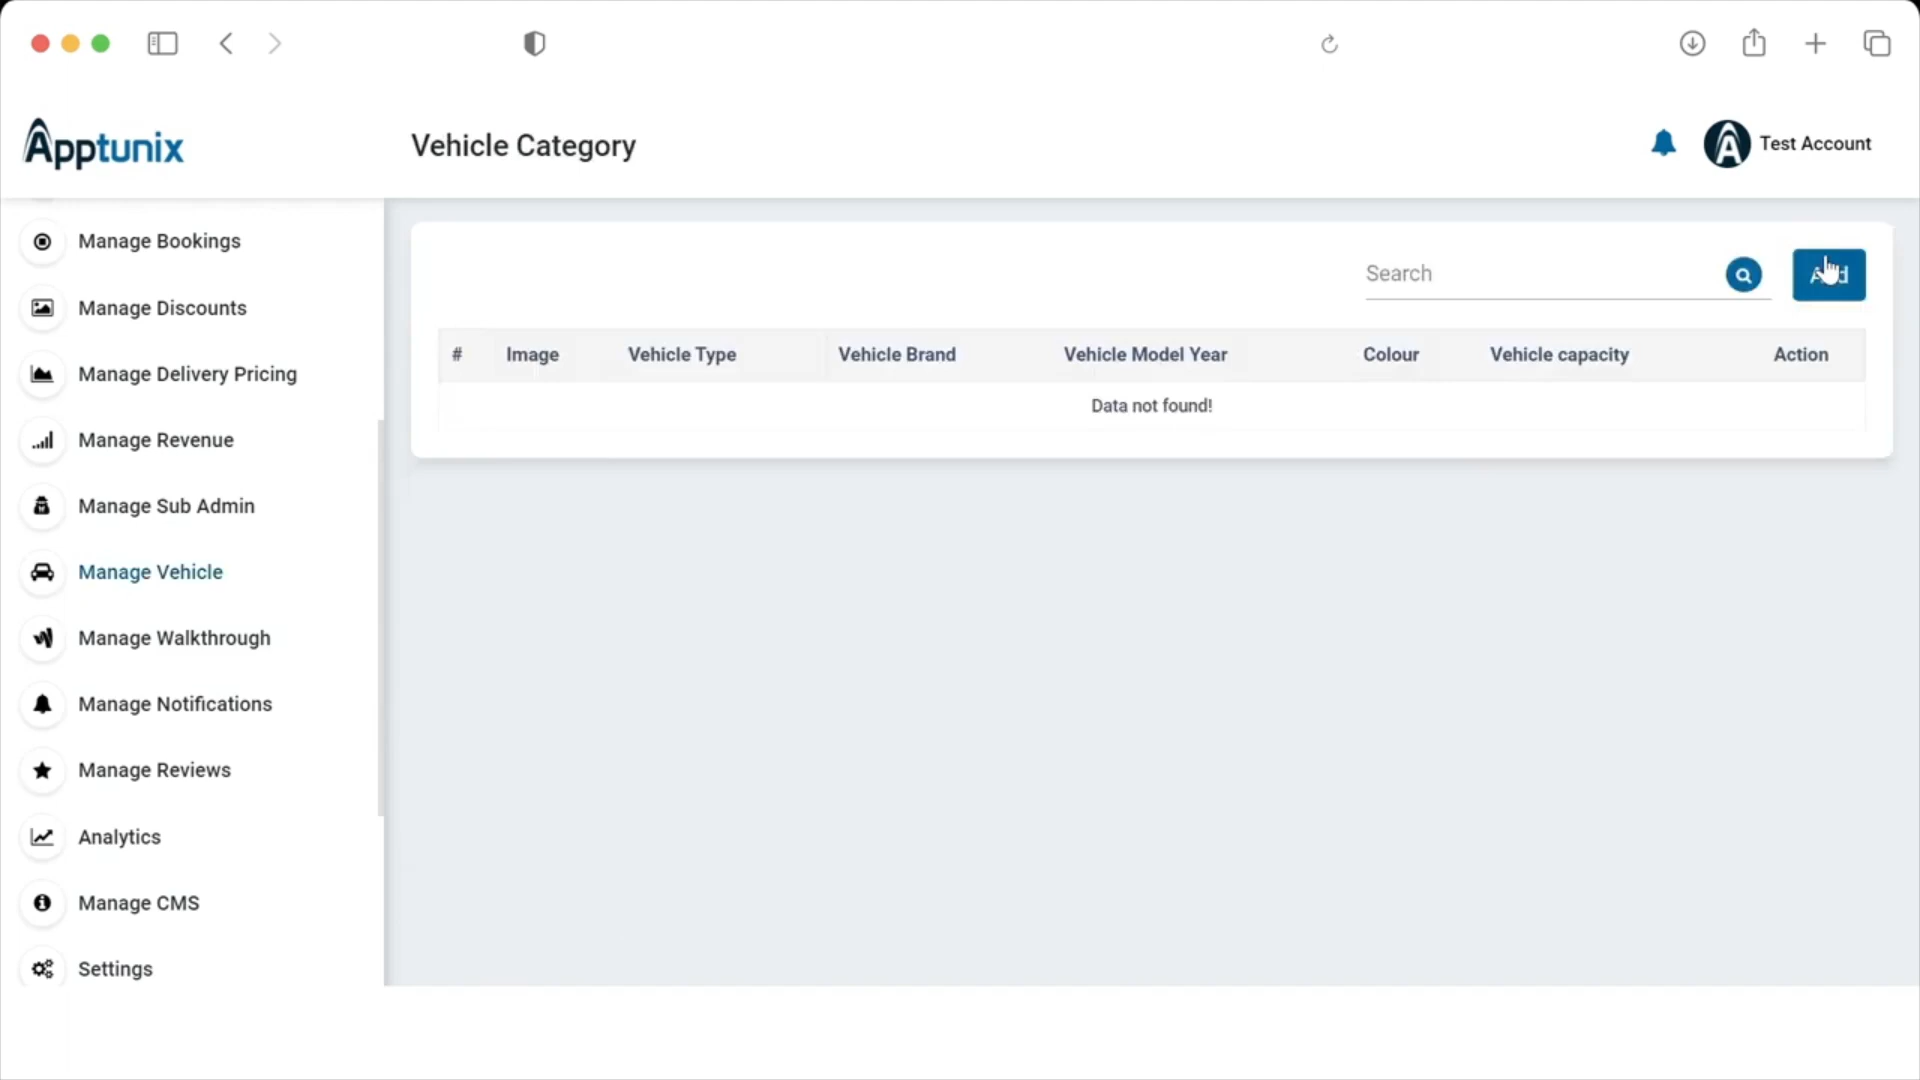 Apptunix
Vehicle Category
Test Account
Manage Bookings
Manage Discounts
Manage Delivery Pricing
Manage Revenue
Manage Sub Admin
Manage Vehicle
Manage Walkthrough
Manage Notifications
Manage Reviews
Analytics
Manage CMS
Settings
Search
# Image Vehicle Type Vehicle Brand Vehicle Model Year Colour Vehicle capacity Action
Data not found!